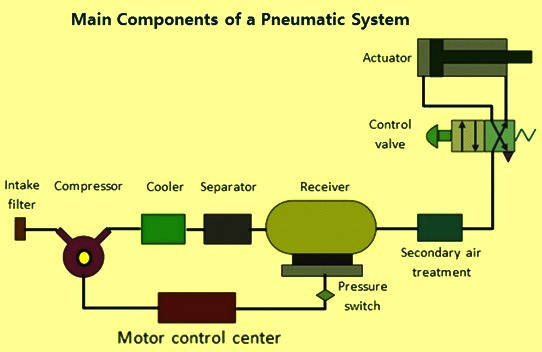 Main Components of a Pneumatic System
Actuator
Control
valve
Intake
filter
Compressor
Cooler
Separator
Receiver
Secondary air
treatment
Pressure
switch
Motor control center